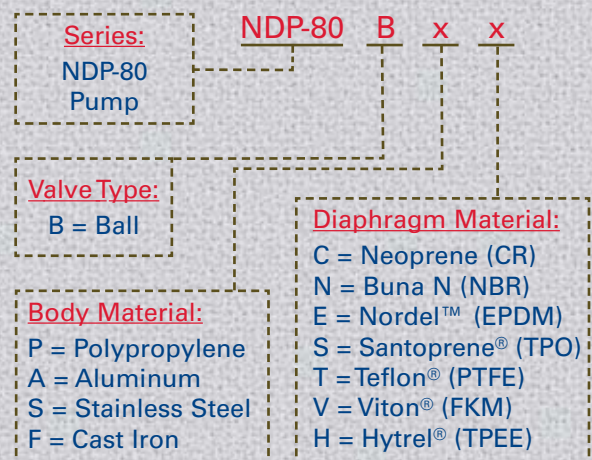 NDP-80 B x x
Series:
NDP-80
Pump
Valve Type:
B = Ball
Body Material:
P = Polypropylene
A = Aluminum
S = Stainless Steel
F = Cast Iron
Diaphragm Material:
C = Neoprene (CR)
N = Buna N (NBR)
E = Nordel™ (EPDM)
S = Santoprene® (TPO)
T = Teflon® (PTFE)
V = Viton® (FKM)
H = Hytrel® (TPEE)